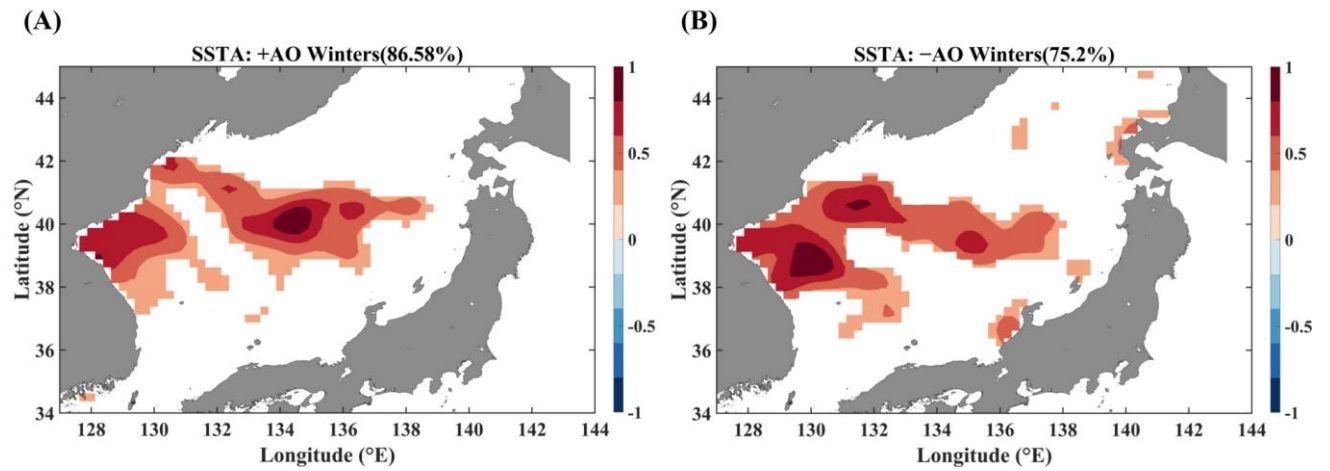 (A)
SSTA: +AO Winters(86.58%)
44
42
40
38
36
34
Latitude (°N)
128 130 132 134 136 138 140 142 144
Longitude (°E)
1
0.5
0
-0.5
-1
(B)
SSTA: −AO Winters(75.2%)
44
42
40
38
36
34
Latitude (°N)
128 130 132 134 136 138 140 142 144
Longitude (°E)
1
0.5
0
-0.5
-1